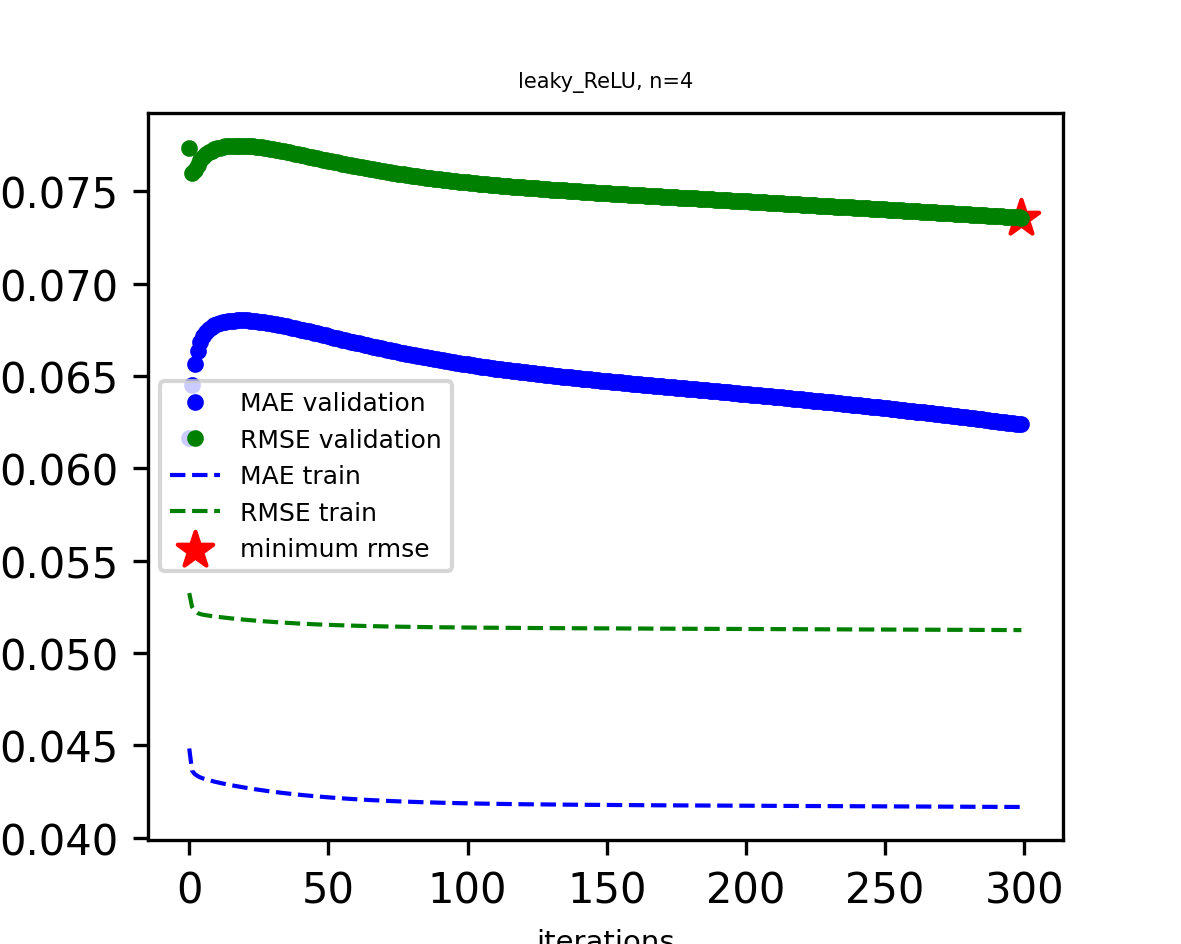 leaky_ReLU, n=4
0.075
0.070
0.065
0.060
0.055
0.050
0.045
0.040
MAE validation
RMSE validation
MAE train
RMSE train
minimum rmse
0 50 100 150 200 250 300
iterations